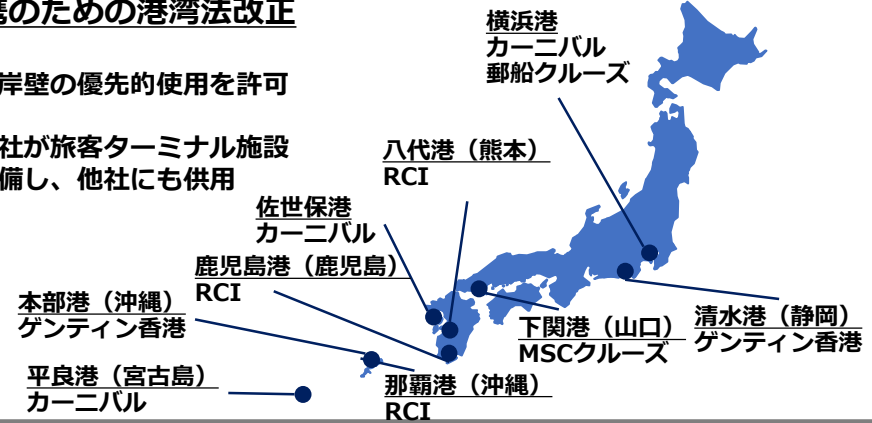 携のための港湾法改正
岸壁の優先的使用を許可
社が旅客ターミナル施設
備し、他社にも供用
横浜港
カーニバル
郵船クルーズ
八代港（熊本）
RCI
佐世保港
カーニバル
鹿児島港（鹿児島）
RCI
本部港（沖縄）
ゲンティン香港
平良港（宮古島）
カーニバル
那覇港（沖縄）
RCI
下関港（山口）
MSCクルーズ
清水港（静岡）
ゲンティン香港